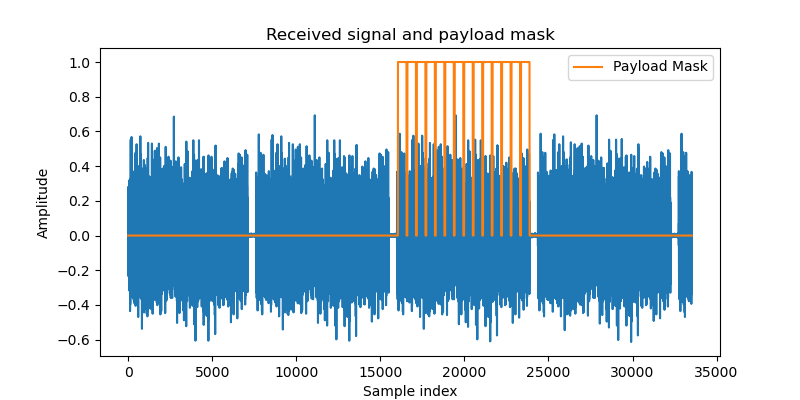 Received signal and payload mask
Payload Mask
1.0
0.8
0.6
0.4
0.2
0.0
−0.2
−0.4
−0.6
Amplitude
0 5000 10000 15000 20000 25000 30000 35000
Sample index